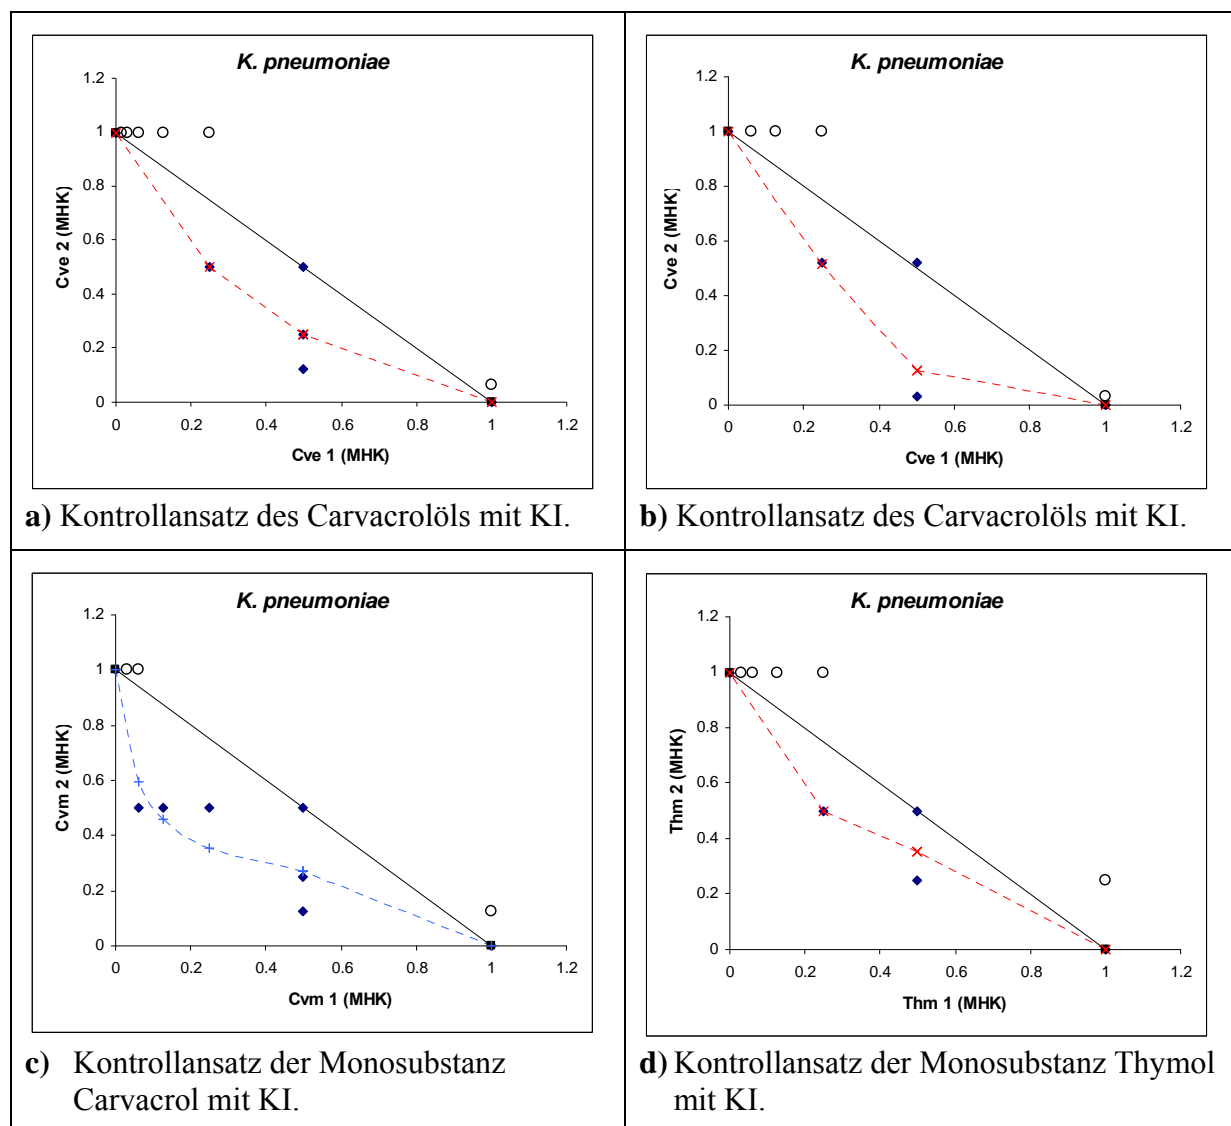 K. pneumoniae
1.2
1
0.8
0.6
0.4
0.2
0
0 0.2 0.4 0.6 0.8 1 1.2
Cve 2 (MHK)
Cve 1 (MHK)
a) Kontrollansatz des Carvacrolöls mit KI.
K. pneumoniae
1.2
1
0.8
0.6
0.4
0.2
0
0 0.2 0.4 0.6 0.8 1 1.2
Cve 2 (MHK)
Cve 1 (MHK)
b) Kontrollansatz des Carvacrolöls mit KI.
K. pneumoniae
1.2
1
0.8
0.6
0.4
0.2
0
0 0.2 0.4 0.6 0.8 1 1.2
Cvm 2 (MHK)
Cvm 1 (MHK)
c) Kontrollansatz der Monosubstanz
Carvacrol mit KI.
K. pneumoniae
1.2
1
0.8
0.6
0.4
0.2
0
0 0.2 0.4 0.6 0.8 1 1.2
Thm 2 (MHK)
Thm 1 (MHK)
d) Kontrollansatz der Monosubstanz Thymol
mit KI.